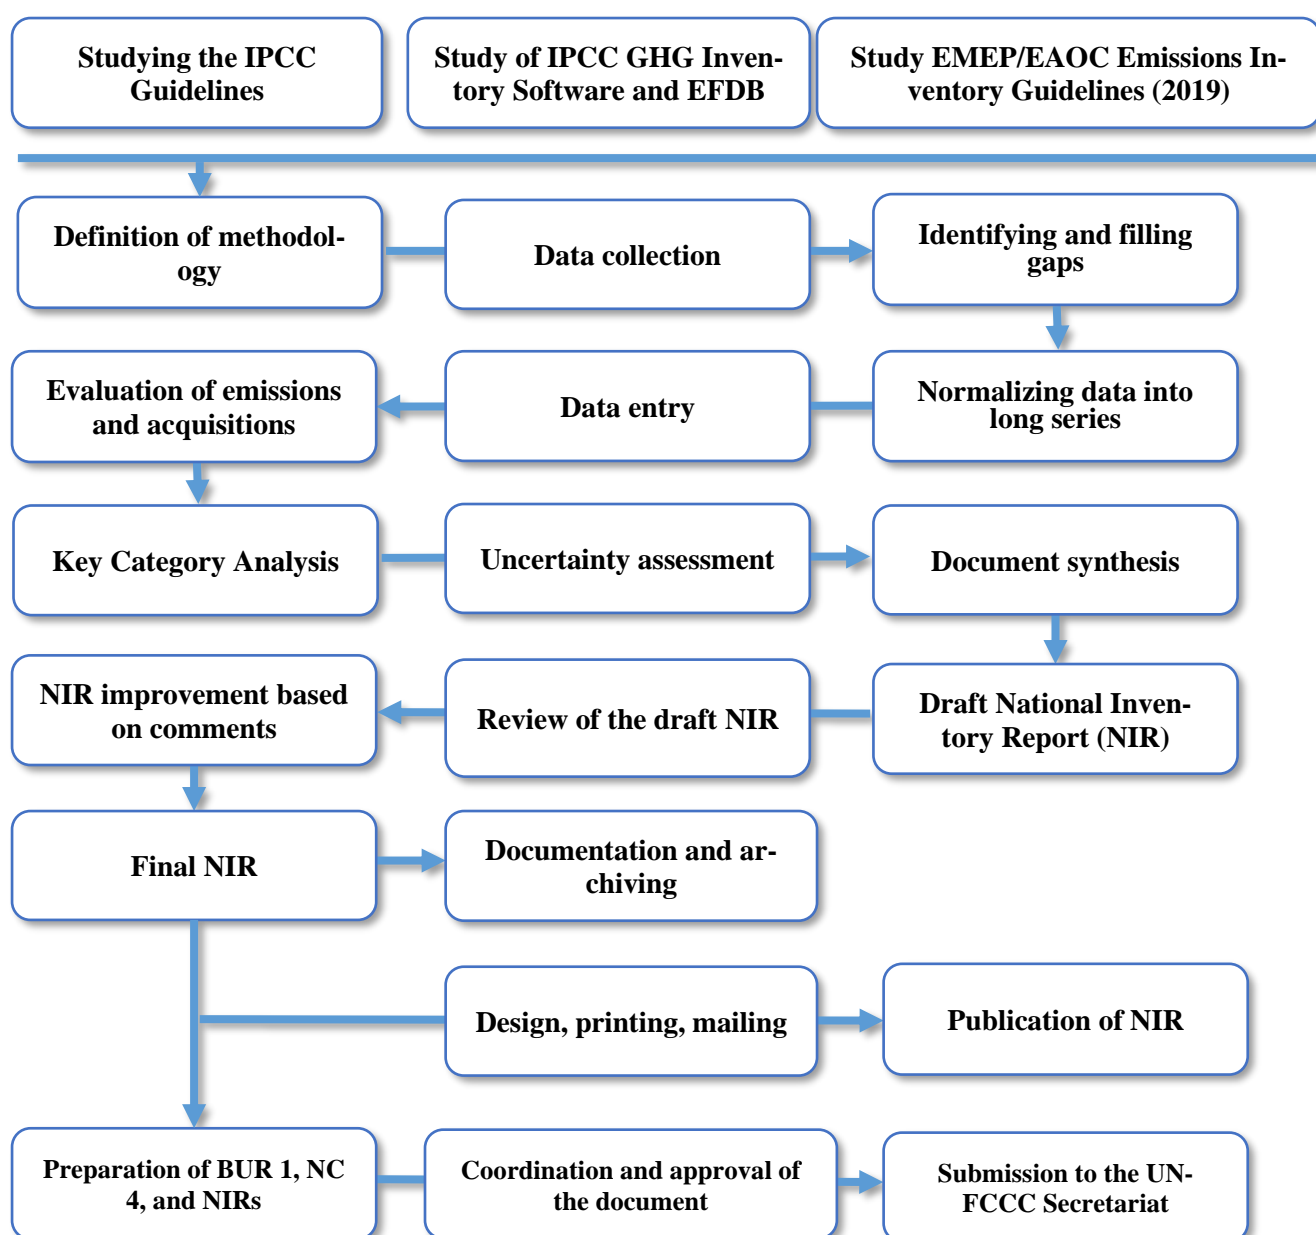 Studying the IPCC
Guidelines
Study of IPCC GHG Inven-
tory Software and EFDB
Study EMEP/EAOC Emissions In-
ventory Guidelines (2019)
Definition of methodol-
ogy
Data collection
Identifying and filling
gaps
Evaluation of emissions
and acquisitions
Data entry
Normalizing data into
long series
Key Category Analysis
Uncertainty assessment
Document synthesis
NIR improvement based
on comments
Review of the draft NIR
Draft National Inven-
tory Report (NIR)
Final NIR
Documentation and ar-
chiving
Design, printing, mailing
Publication of NIR
Preparation of BUR 1, NC
4, and NIRs
Coordination and approval of
the document
Submission to the UN-
FCCC Secretariat